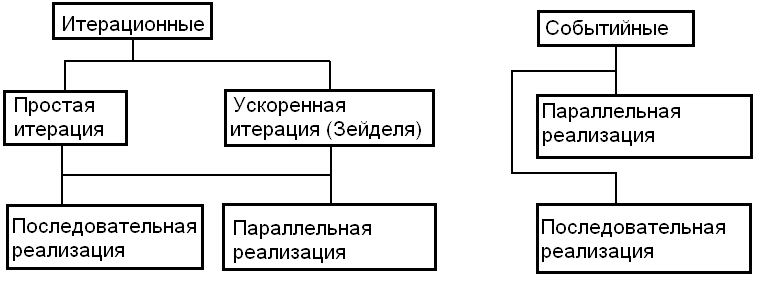 Итерационные
Простая
итерация
Ускоренная
итерация (Зейделя)
Последовательная
реализация
Параллельная
реализация
Событийные
Параллельная
реализация
Последовательная
реализация